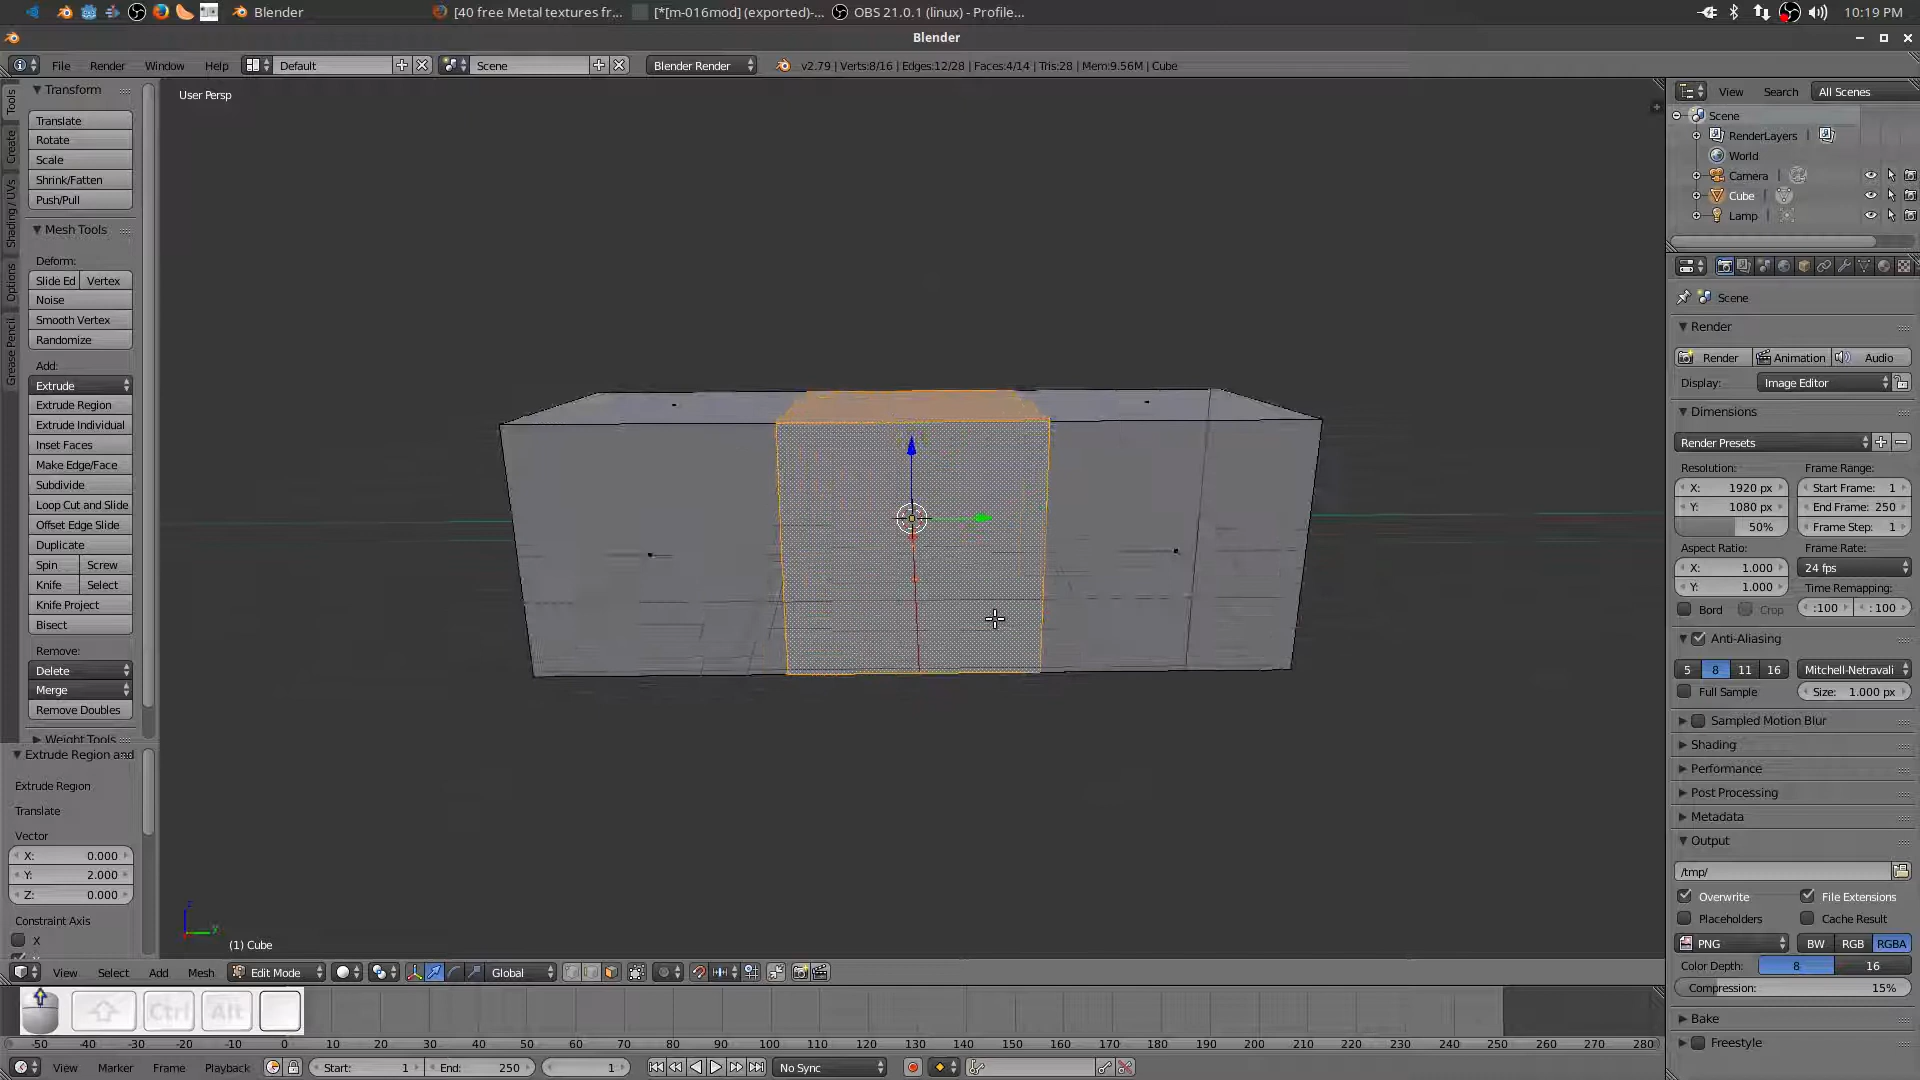 Blender
[40 free Metal textures fr...
[*[m-016mod] (exported)-...
OBS 21.0.1 (linux) - Profile...
10:19 PM
Blender
File Render Window Help
Default
Scene
Blender Render
v2.79 | Verts:8/16 | Edges:12/28 | Faces:4/14 | Tris:28 | Mem:9.56M | Cube
Tools
Create
Shading / UVs
Options
Grease Pencil
Transform
Translate
Rotate
Scale
Shrink/Fatten
Push/Pull
Mesh Tools
Deform:
Slide Ed Vertex
Noise
Smooth Vertex
Randomize
Add:
Extrude
Extrude Region
Extrude Individual
Inset Faces
Make Edge/Face
Subdivide
Loop Cut and Slide
Offset Edge Slide
Duplicate
Spin Screw
Knife Select
Knife Project
Bisect
Remove:
Delete
Merge
Remove Doubles
Weight Tools
Extrude Region and
Extrude Region
Translate
Vector
X: 0.000
Y: 2.000
Z: 0.000
Constraint Axis
X
User Persp
z
y
(1) Cube
View Select Add Mesh
Edit Mode
Global
Ctrl
Alt
-50 -40 -30 -20 -10 0 10 20 30 40 50 60 70 80 90 100 110 120 130 140 150 160 170 180 190 200 210 220 230 240 250 260 270 280
View Marker Frame Playback
Start: 1
End: 250
1
No Sync
View Search All Scenes
Scene
RenderLayers |
World
Camera |
Cube |
Lamp |
Scene
Render
Render Animation Audio
Display: Image Editor
Dimensions
Render Presets
Resolution: Frame Range:
X: 1920 px Start Frame: 1
Y: 1080 px End Frame: 250
50% Frame Step: 1
Aspect Ratio: Frame Rate:
X: 1.000 24 fps
Y: 1.000 Time Remapping:
Bord Crop :100 : 100
Anti-Aliasing
5 8 11 16 Mitchell-Netravali
Full Sample Size: 1.000 px
Sampled Motion Blur
Shading
Performance
Post Processing
Metadata
Output
/tmp/
Overwrite File Extensions
Placeholders Cache Result
PNG BW RGB RGBA
Color Depth: 8 16
Compression: 15%
Bake
Freestyle